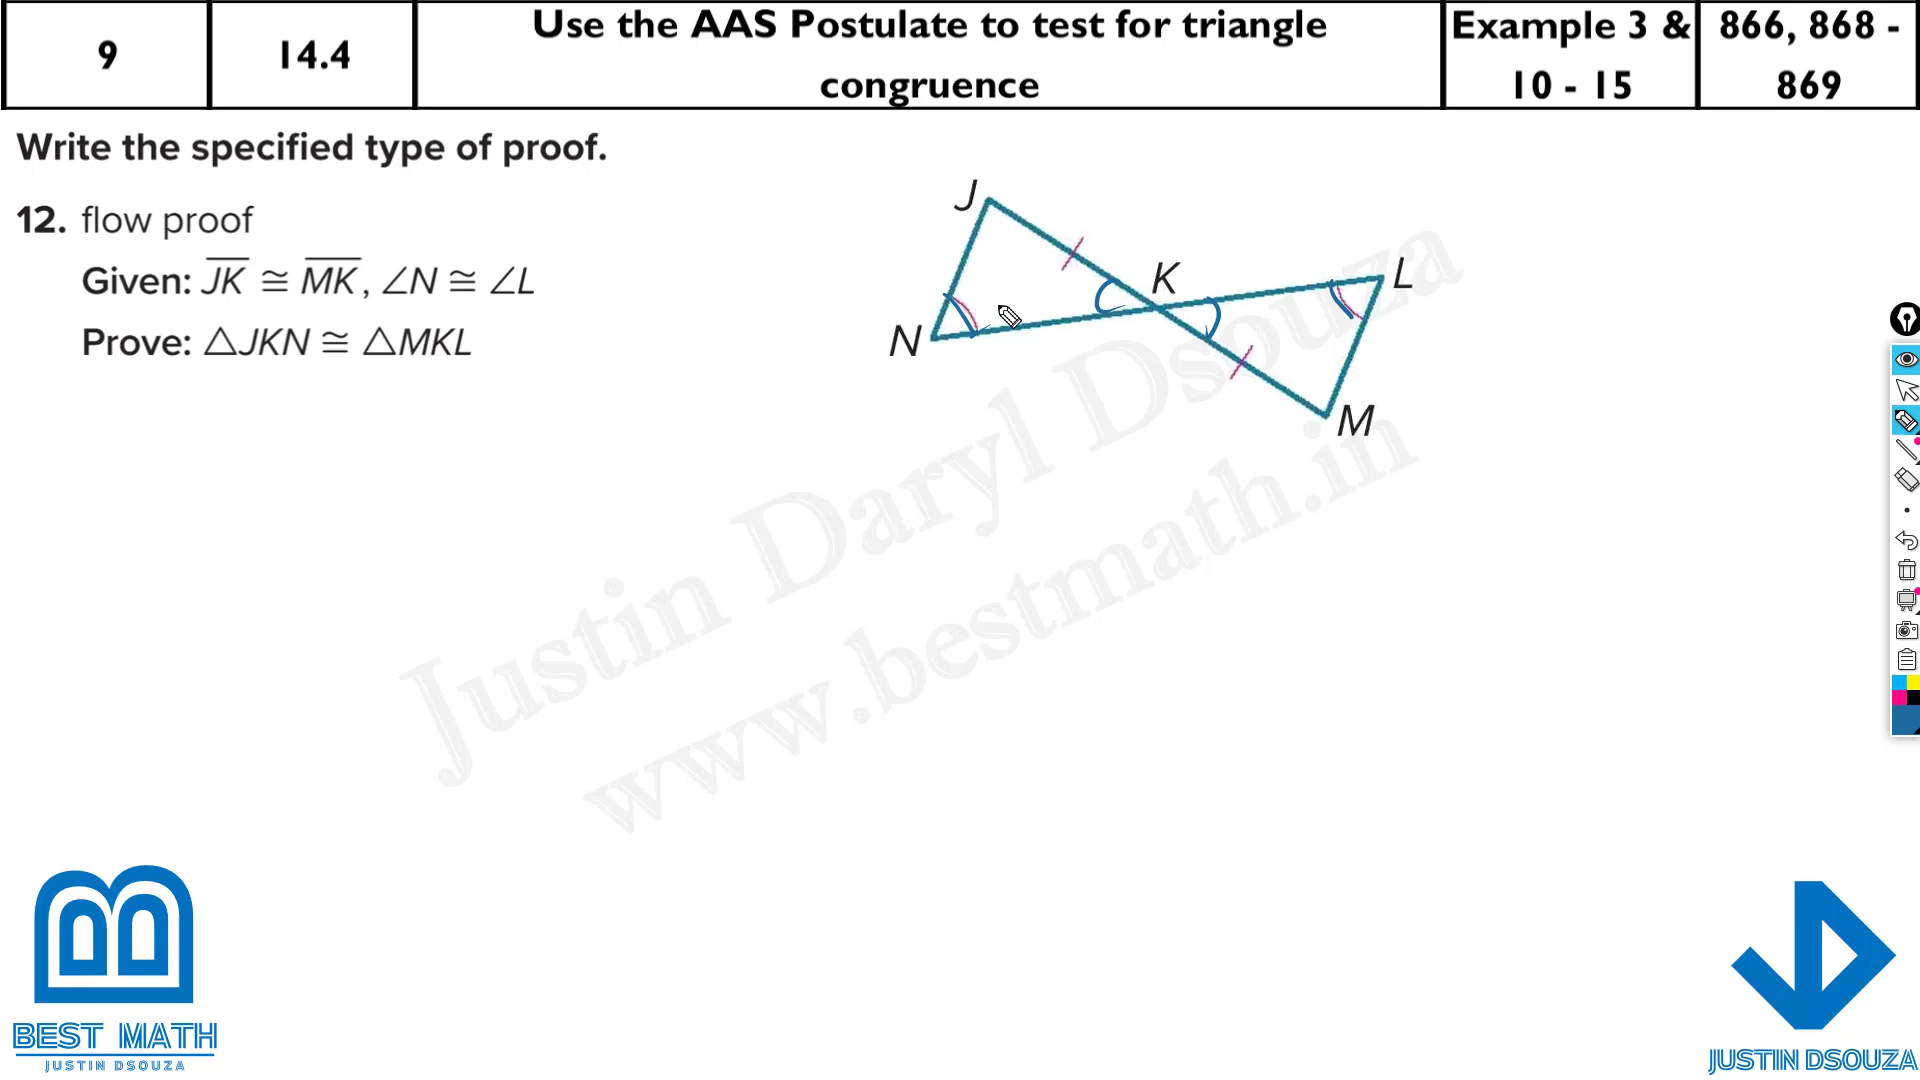 9
14.4
Use the AAS Postulate to test for triangle
congruence
Example 3 &
10 - 15
866, 868 -
869
Write the specified type of proof.
12. flow proof
Given: J̅K̅ ≅ M̅K̅, ∠N ≅ ∠L
Prove: △JKN ≅ △MKL
J
K
L
N
M
Justin Daryl Dsouza
www.bestmath.in
BEST MATH
JUSTIN DSOUZA
JUSTIN DSOUZA